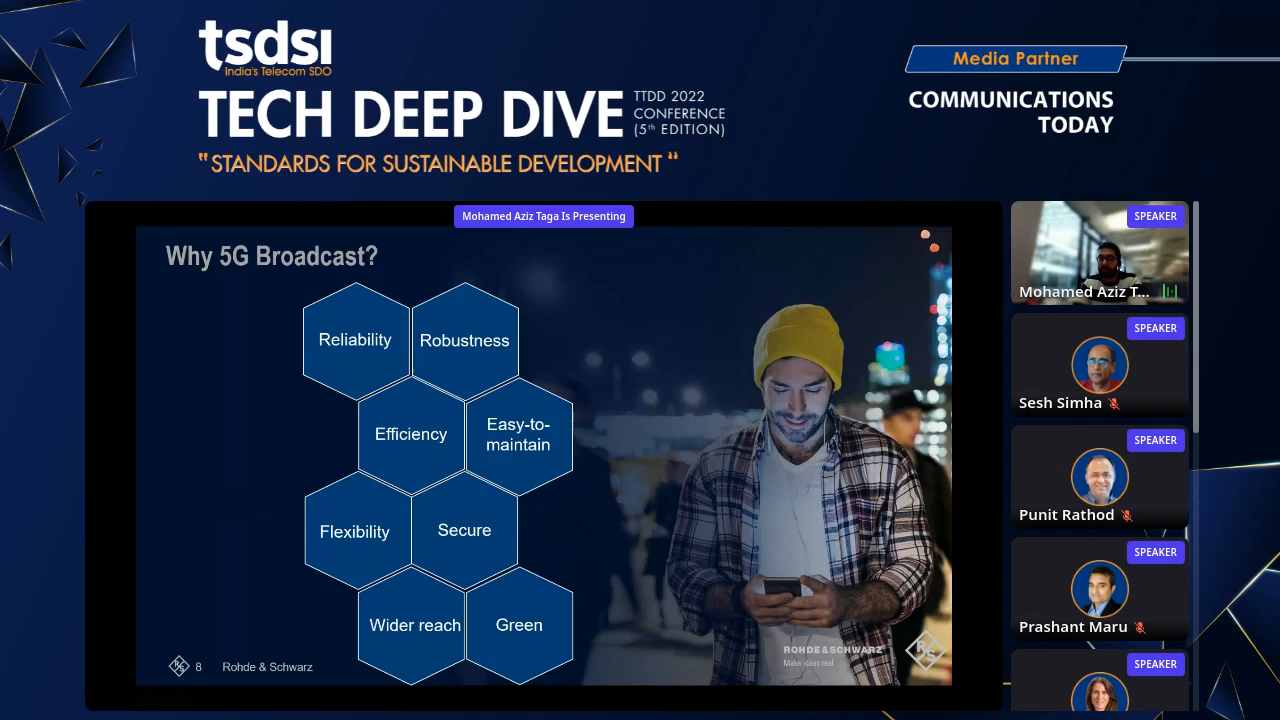 tsdsi
India's Telecom SDO
TECH DEEP DIVE
TTDD 2022
CONFERENCE
(5th EDITION)
"STANDARDS FOR SUSTAINABLE DEVELOPMENT"
Media Partner
COMMUNICATIONS
TODAY
Mohamed Aziz Taga Is Presenting
Why 5G Broadcast?
Reliability
Robustness
Efficiency
Easy-to-
maintain
Flexibility
Secure
Wider reach
Green
8 Rohde & Schwarz
ROHDE & SCHWARZ
Make ideas real
R&S
SPEAKER
Mohamed Aziz T...
SPEAKER
Sesh Simha
SPEAKER
Punit Rathod
SPEAKER
Prashant Maru
SPEAKER